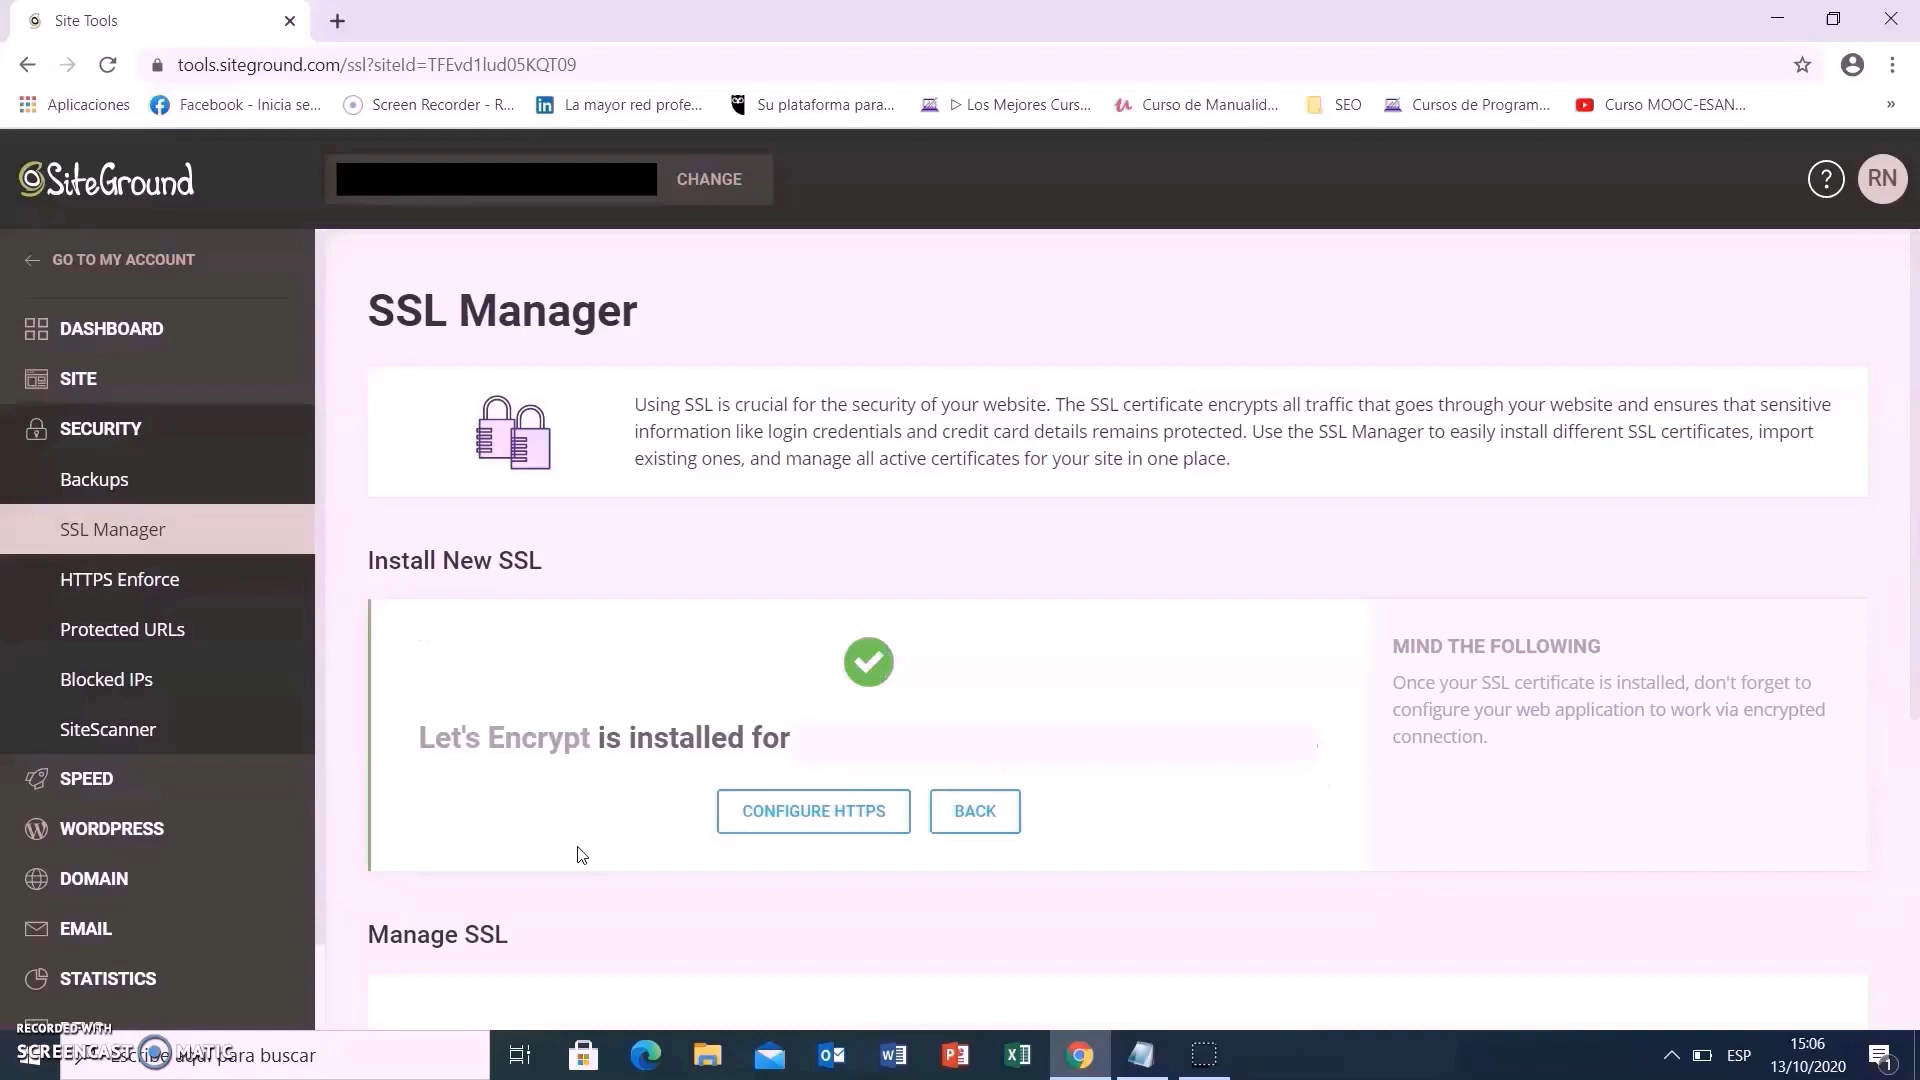 Site Tools
tools.siteground.com/ssl?siteId=TFEvd1lud05KQT09
Aplicaciones
Facebook - Inicia se...
Screen Recorder - R...
La mayor red profe...
Su plataforma para...
▷ Los Mejores Curs...
Curso de Manualid...
SEO
Cursos de Program...
Curso MOOC-ESAN...
»
SiteGround
CHANGE
?
RN
GO TO MY ACCOUNT
DASHBOARD
SITE
SECURITY
Backups
SSL Manager
HTTPS Enforce
Protected URLs
Blocked IPs
SiteScanner
SPEED
WORDPRESS
DOMAIN
EMAIL
STATISTICS
SSL Manager
Using SSL is crucial for the security of your website. The SSL certificate encrypts all traffic that goes through your website and ensures that sensitive
information like login credentials and credit card details remains protected. Use the SSL Manager to easily install different SSL certificates, import
existing ones, and manage all active certificates for your site in one place.
Install New SSL
Let's Encrypt is installed for
CONFIGURE HTTPS
BACK
MIND THE FOLLOWING
Once your SSL certificate is installed, don't forget to
configure your web application to work via encrypted
connection.
Manage SSL
RECORDED WITH
SCREENCAST MATIC
Escribe aquí para buscar
ESP
15:06
13/10/2020
1